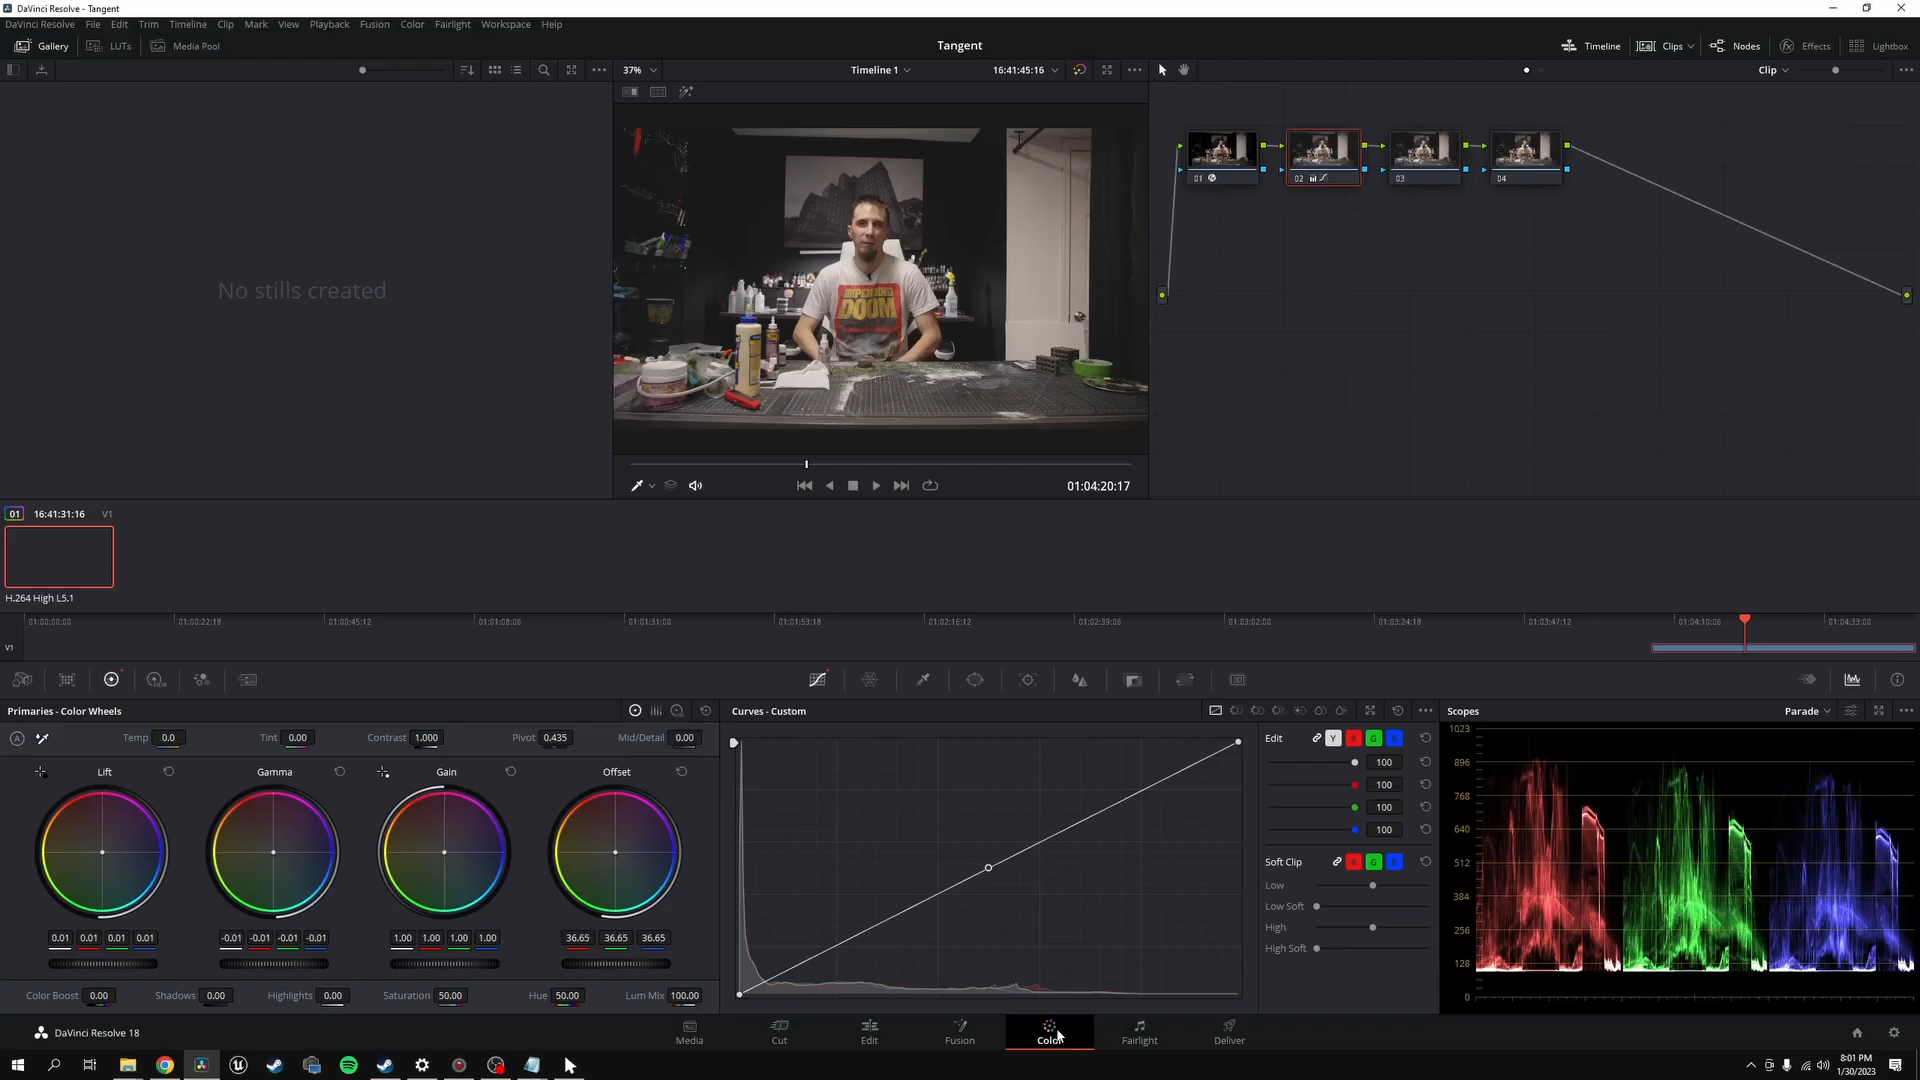 DaVinci Resolve - Tangent
DaVinci Resolve File Edit Trim Timeline Clip Mark View Playback Fusion Color Fairlight Workspace Help
Gallery LUTs Media Pool Tangent Timeline Clips Nodes Effects Lightbox
37% Timeline 1 16:41:45:16 Clip
IMPENDING
DOOM
01 02 03 04
No stills created
01:04:20:17
01 16:41:31:16 V1
H.264 High L5.1
01:00:00:00 01:00:22:18 01:00:45:12 01:01:08:06 01:01:31:00 01:01:53:18 01:02:16:12 01:02:39:06 01:03:02:00 01:03:24:18 01:03:47:12 01:04:10:06 01:04:33:00
V1
Primaries - Color Wheels Curves - Custom Scopes Parade
A Temp 0.0 Tint 0.00 Contrast 1.000 Pivot 0.435 Mid/Detail 0.00
Lift Gamma Gain Offset
0.01 0.01 0.01 0.01 -0.01 -0.01 -0.01 -0.01 1.00 1.00 1.00 1.00 36.65 36.65 36.65
Color Boost 0.00 Shadows 0.00 Highlights 0.00 Saturation 50.00 Hue 50.00 Lum Mix 100.00
Edit Y R G B
100
100
100
100
Soft Clip R G B
Low
Low Soft
High
High Soft
1023
896
768
640
512
384
256
128
0
DaVinci Resolve 18
Media Cut Edit Fusion Color Fairlight Deliver
8:01 PM
1/30/2023